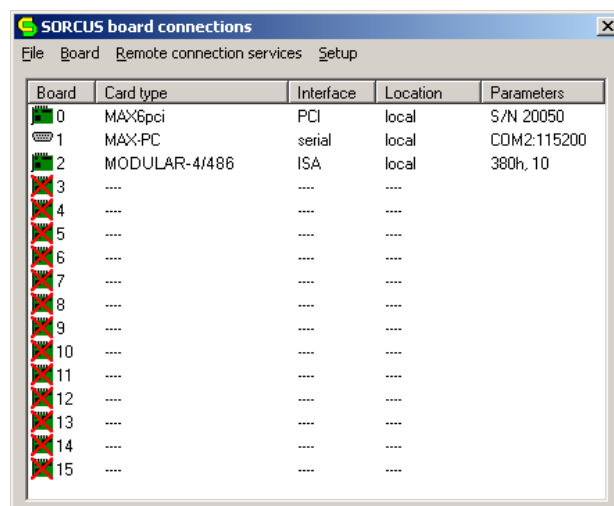 SORCUS board connections
File Board Remote connection services Setup
Board Card type Interface Location Parameters
0 MAX6pci PCI local S/N 20050
1 MAX-PC serial local COM2:115200
2 MODULAR-4/486 ISA local 380h, 10
3 ---- ---- ----
4 ---- ---- ----
5 ---- ---- ----
6 ---- ---- ----
7 ---- ---- ----
8 ---- ---- ----
9 ---- ---- ----
10 ---- ---- ----
11 ---- ---- ----
12 ---- ---- ----
13 ---- ---- ----
14 ---- ---- ----
15 ---- ---- ----